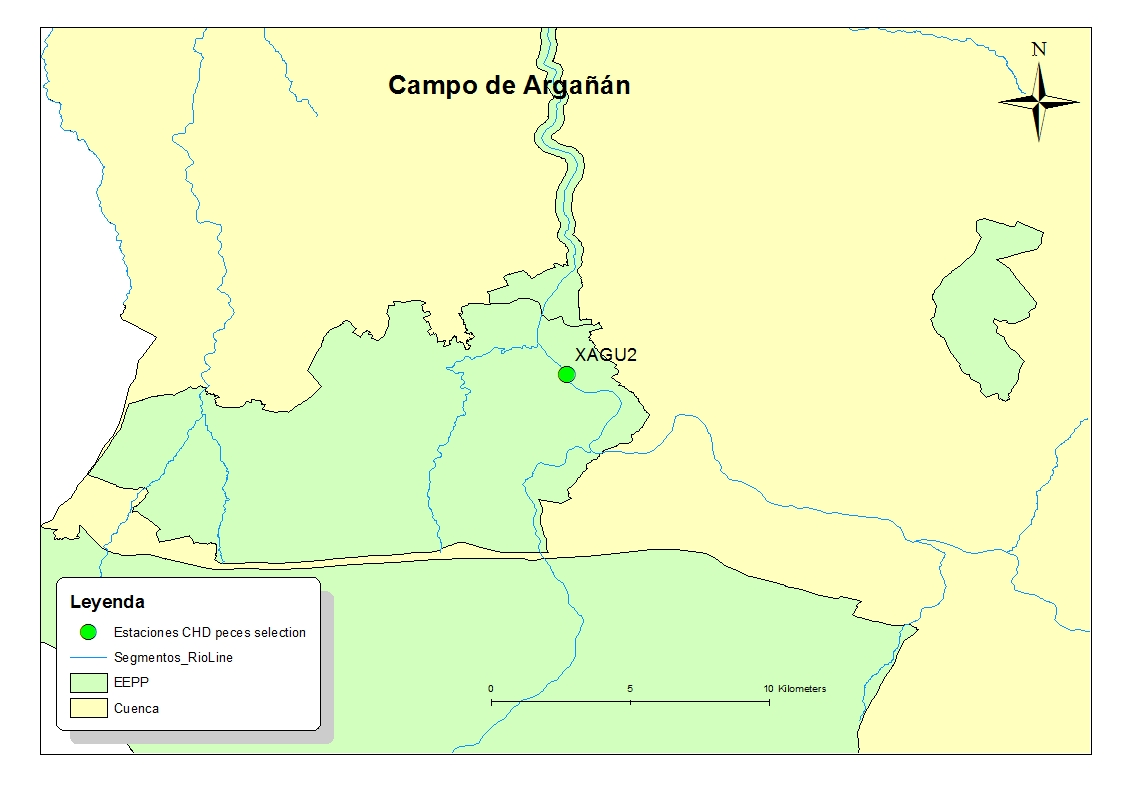 N
Campo de Argañán
XAGU2
Leyenda
Estaciones CHD peces selection
Segmentos_RioLine
EEPP
Cuenca
0 5 10 Kilometers